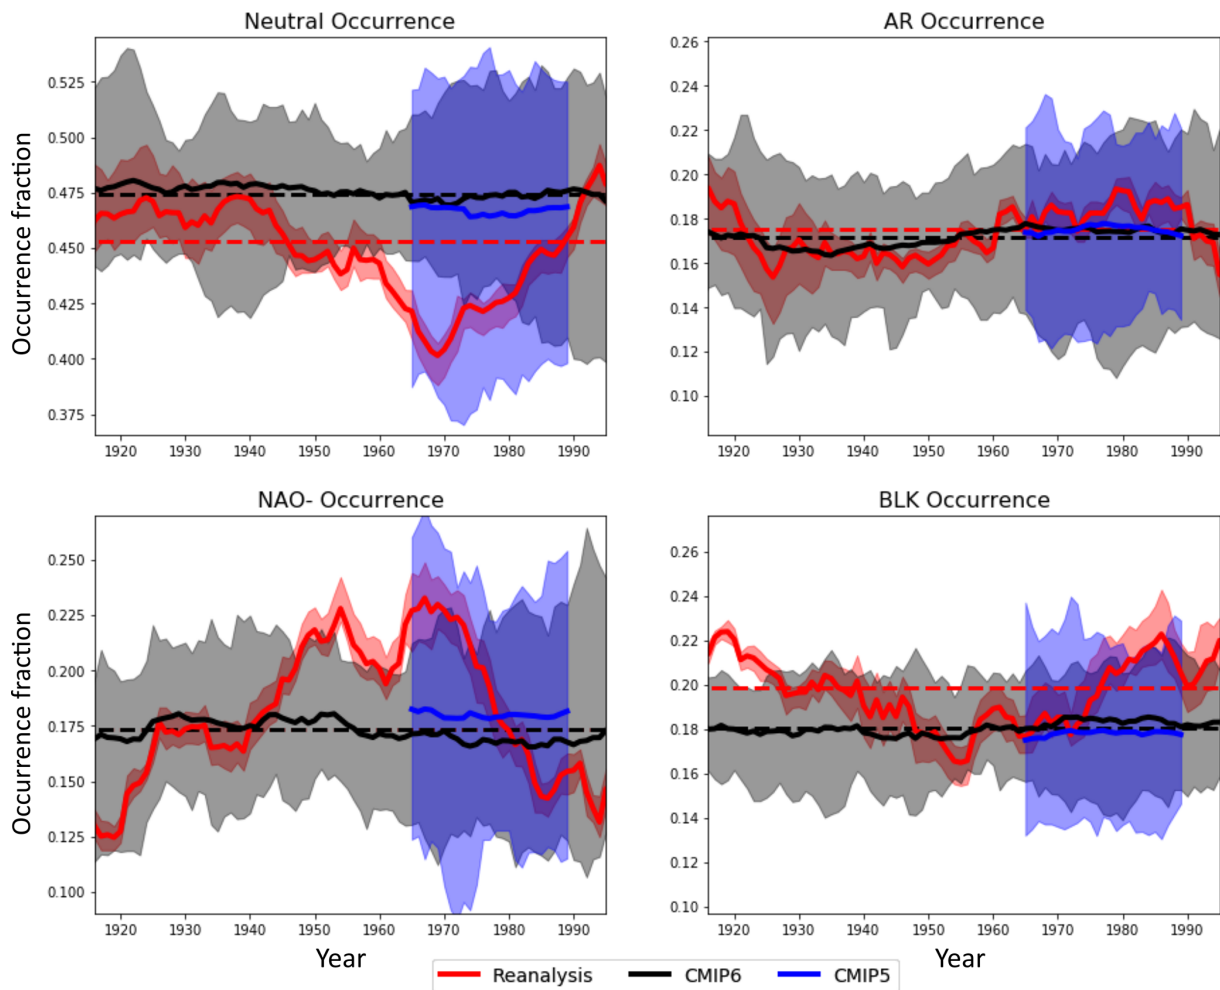 Neutral Occurrence
Occurrence fraction
0.525
0.500
0.475
0.450
0.425
0.400
0.375
1920 1930 1940 1950 1960 1970 1980 1990
AR Occurrence
0.26
0.24
0.22
0.20
0.18
0.16
0.14
0.12
0.10
1920 1930 1940 1950 1960 1970 1980 1990
NAO- Occurrence
Occurrence fraction
0.250
0.225
0.200
0.175
0.150
0.125
0.100
1920 1930 1940 1950 1960 1970 1980 1990
Year
BLK Occurrence
0.26
0.24
0.22
0.20
0.18
0.16
0.14
0.12
0.10
1920 1930 1940 1950 1960 1970 1980 1990
Year
Reanalysis CMIP6 CMIP5